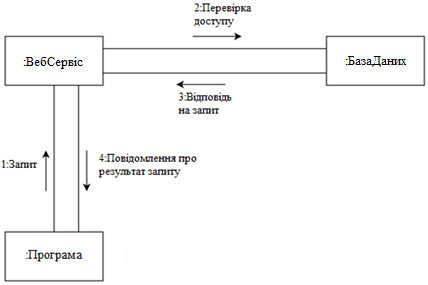 2:Перевірка
доступу
:ВебСервіс
:БазаДаних
3:Відповідь
на запит
1:Запит
4:Повідомлення про
результат запиту
:Програма